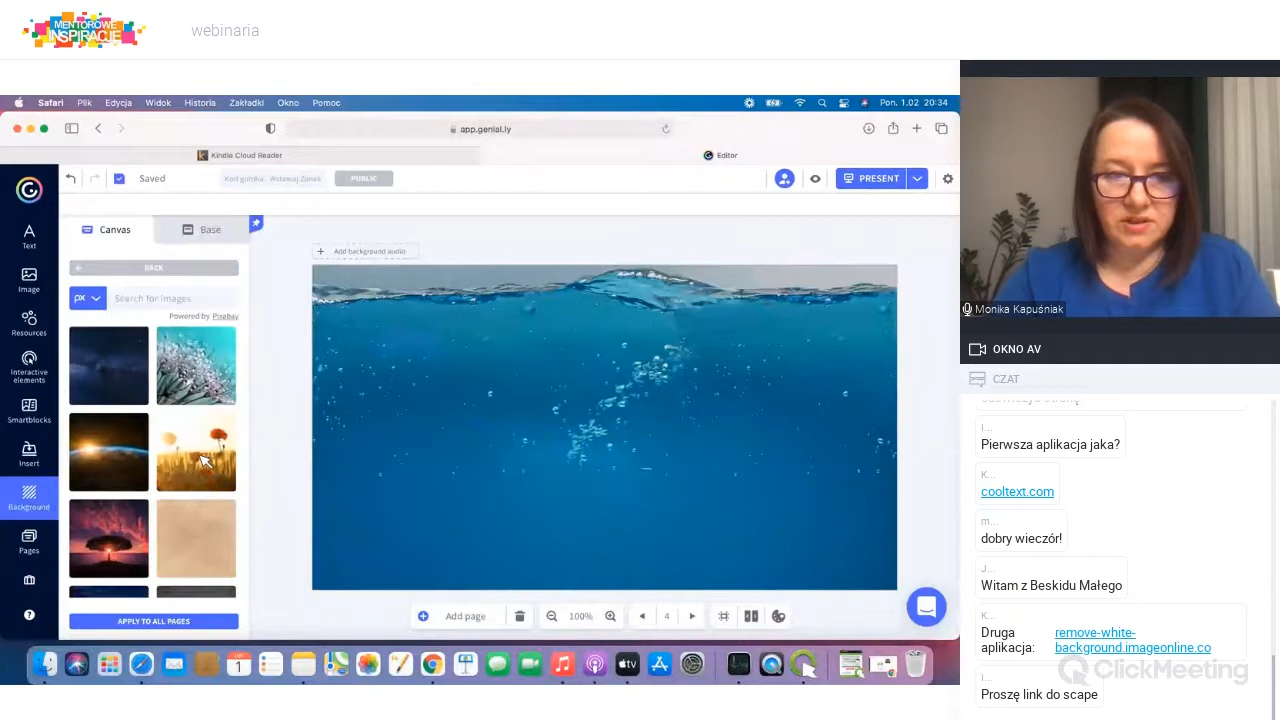 MENTOROWE
INSPIRACJE
webinaria
Safari Plik Edycja Widok Historia Zakładki Okno Pomoc
Pon. 1.02 20:34
app.genial.ly
Kindle Cloud Reader
Editor
Saved
PUBLIC
PRESENT
Canvas
Base
Text
Image
Resources
Interactive
elements
Smartblocks
Insert
Background
Pages
BACK
px
Search for images
Powered by Pixabay
APPLY TO ALL PAGES
Add background audio
Add page
100%
4
1
tv
Monika Kapuśniak
OKNO AV
CZAT
I...
Pierwsza aplikacja jaka?
K...
cooltext.com
m...
dobry wieczór!
J...
Witam z Beskidu Małego
K...
Druga aplikacja: remove-white-background.imageonline.co
I...
Proszę link do scape
ClickMeeting